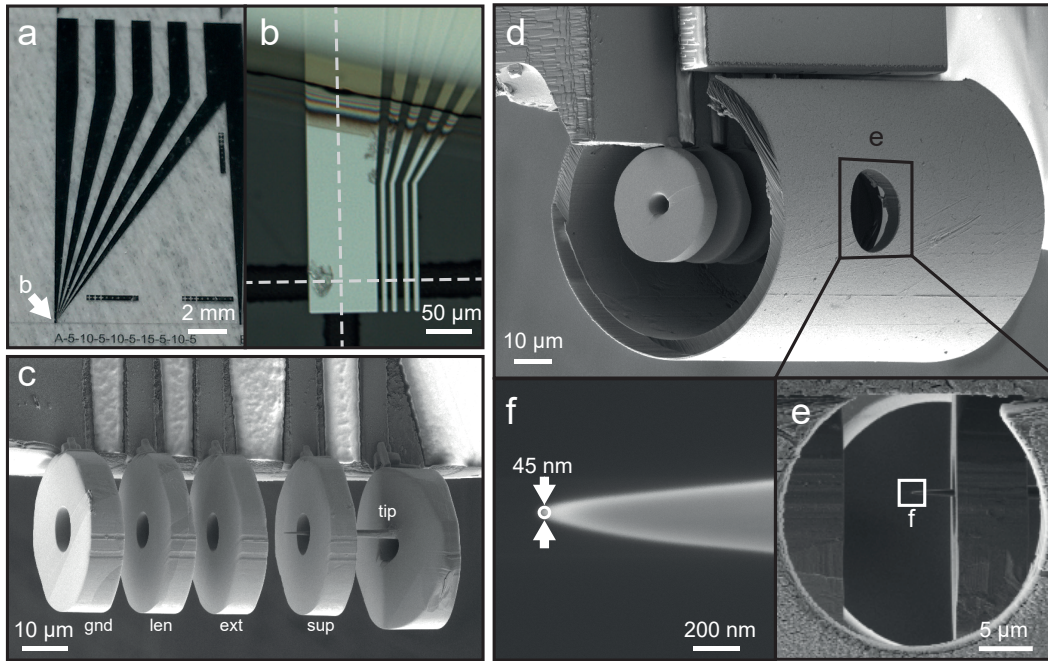 a
b
2 mm
A-5-10-5-10-5-15-5-10-5
b
50 µm
c
tip
gnd
len
ext
sup
10 µm
d
e
10 µm
f
45 nm
200 nm
e
f
5 µm